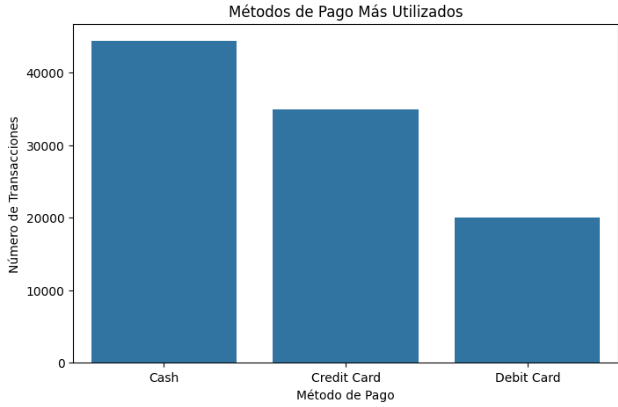 Métodos de Pago Más Utilizados
40000
30000
20000
10000
0
Número de Transacciones
Cash Credit Card Debit Card
Método de Pago